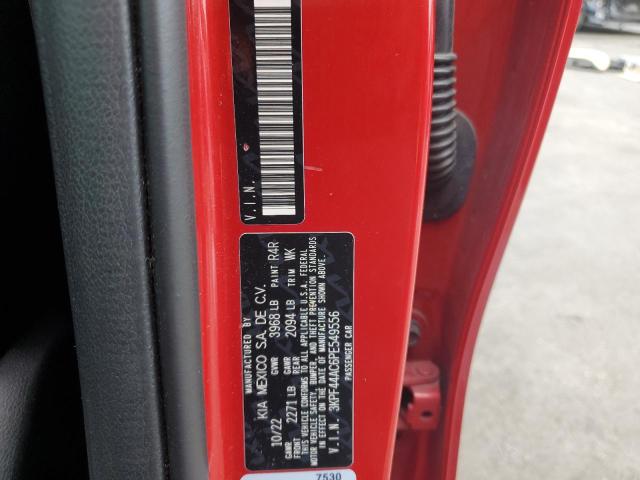 V.I.N.
MANUFACTURED BY
KIA MEXICO S.A. DE C.V.
10/22 GVWR 3968 LB PAINT R4R
GAWR FRONT 2271 LB GAWR REAR 2094 LB TRIM WK
THIS VEHICLE CONFORMS TO ALL APPLICABLE U.S.A. FEDERAL
MOTOR VEHICLE SAFETY, BUMPER, AND THEFT PREVENTION STANDARDS
IN EFFECT ON THE DATE OF MANUFACTURE SHOWN ABOVE.
V.I.N. 3KPF44AC6PE549556
PASSENGER CAR
7530